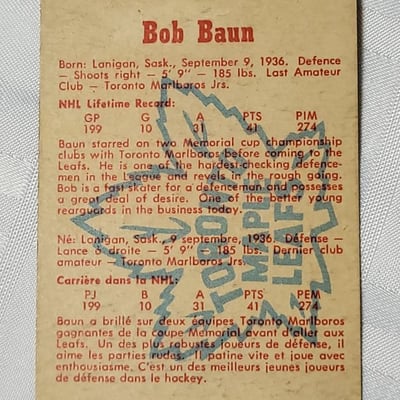 Bob Baun
Born: Lanigan, Sask., September 9, 1936. Defence
— Shoots right — 5' 9" — 185 lbs. Last Amateur
Club — Toronto Marlboros Jrs.
NHL Lifetime Record:
GP G A PTS PIM
199 10 31 41 274
Baun starred on two Memorial cup championship
clubs with Toronto Marlboros before coming to the
Leafs. He is one of the hardest-checking defence-
men in the League and revels in the rough going.
Bob is a fast skater for a defenceman and possesses
a great deal of desire. One of the better young
rearguards in the business today.
Né: Lanigan, Sask., 9 septembre, 1936. Défense —
Lance à droite — 5' 9" — 185 lbs. Dernier club
amateur — Toronto Marlboros Jrs.
Carrière dans la NHL:
PJ B A PTS PEM
199 10 31 41 274
Baun a brillé sur deux équipes Toronto Marlboros
gagnantes de la coupe Memorial avant d'aller aux
Leafs. Un des plus robustes joueurs de défense, il
aime les parties rudes. Il patine vite et joue avec
enthousiasme. C'est un des meilleurs jeunes joueurs
de défense dans le hockey.
TORONTO
MAPLE
LEAFS